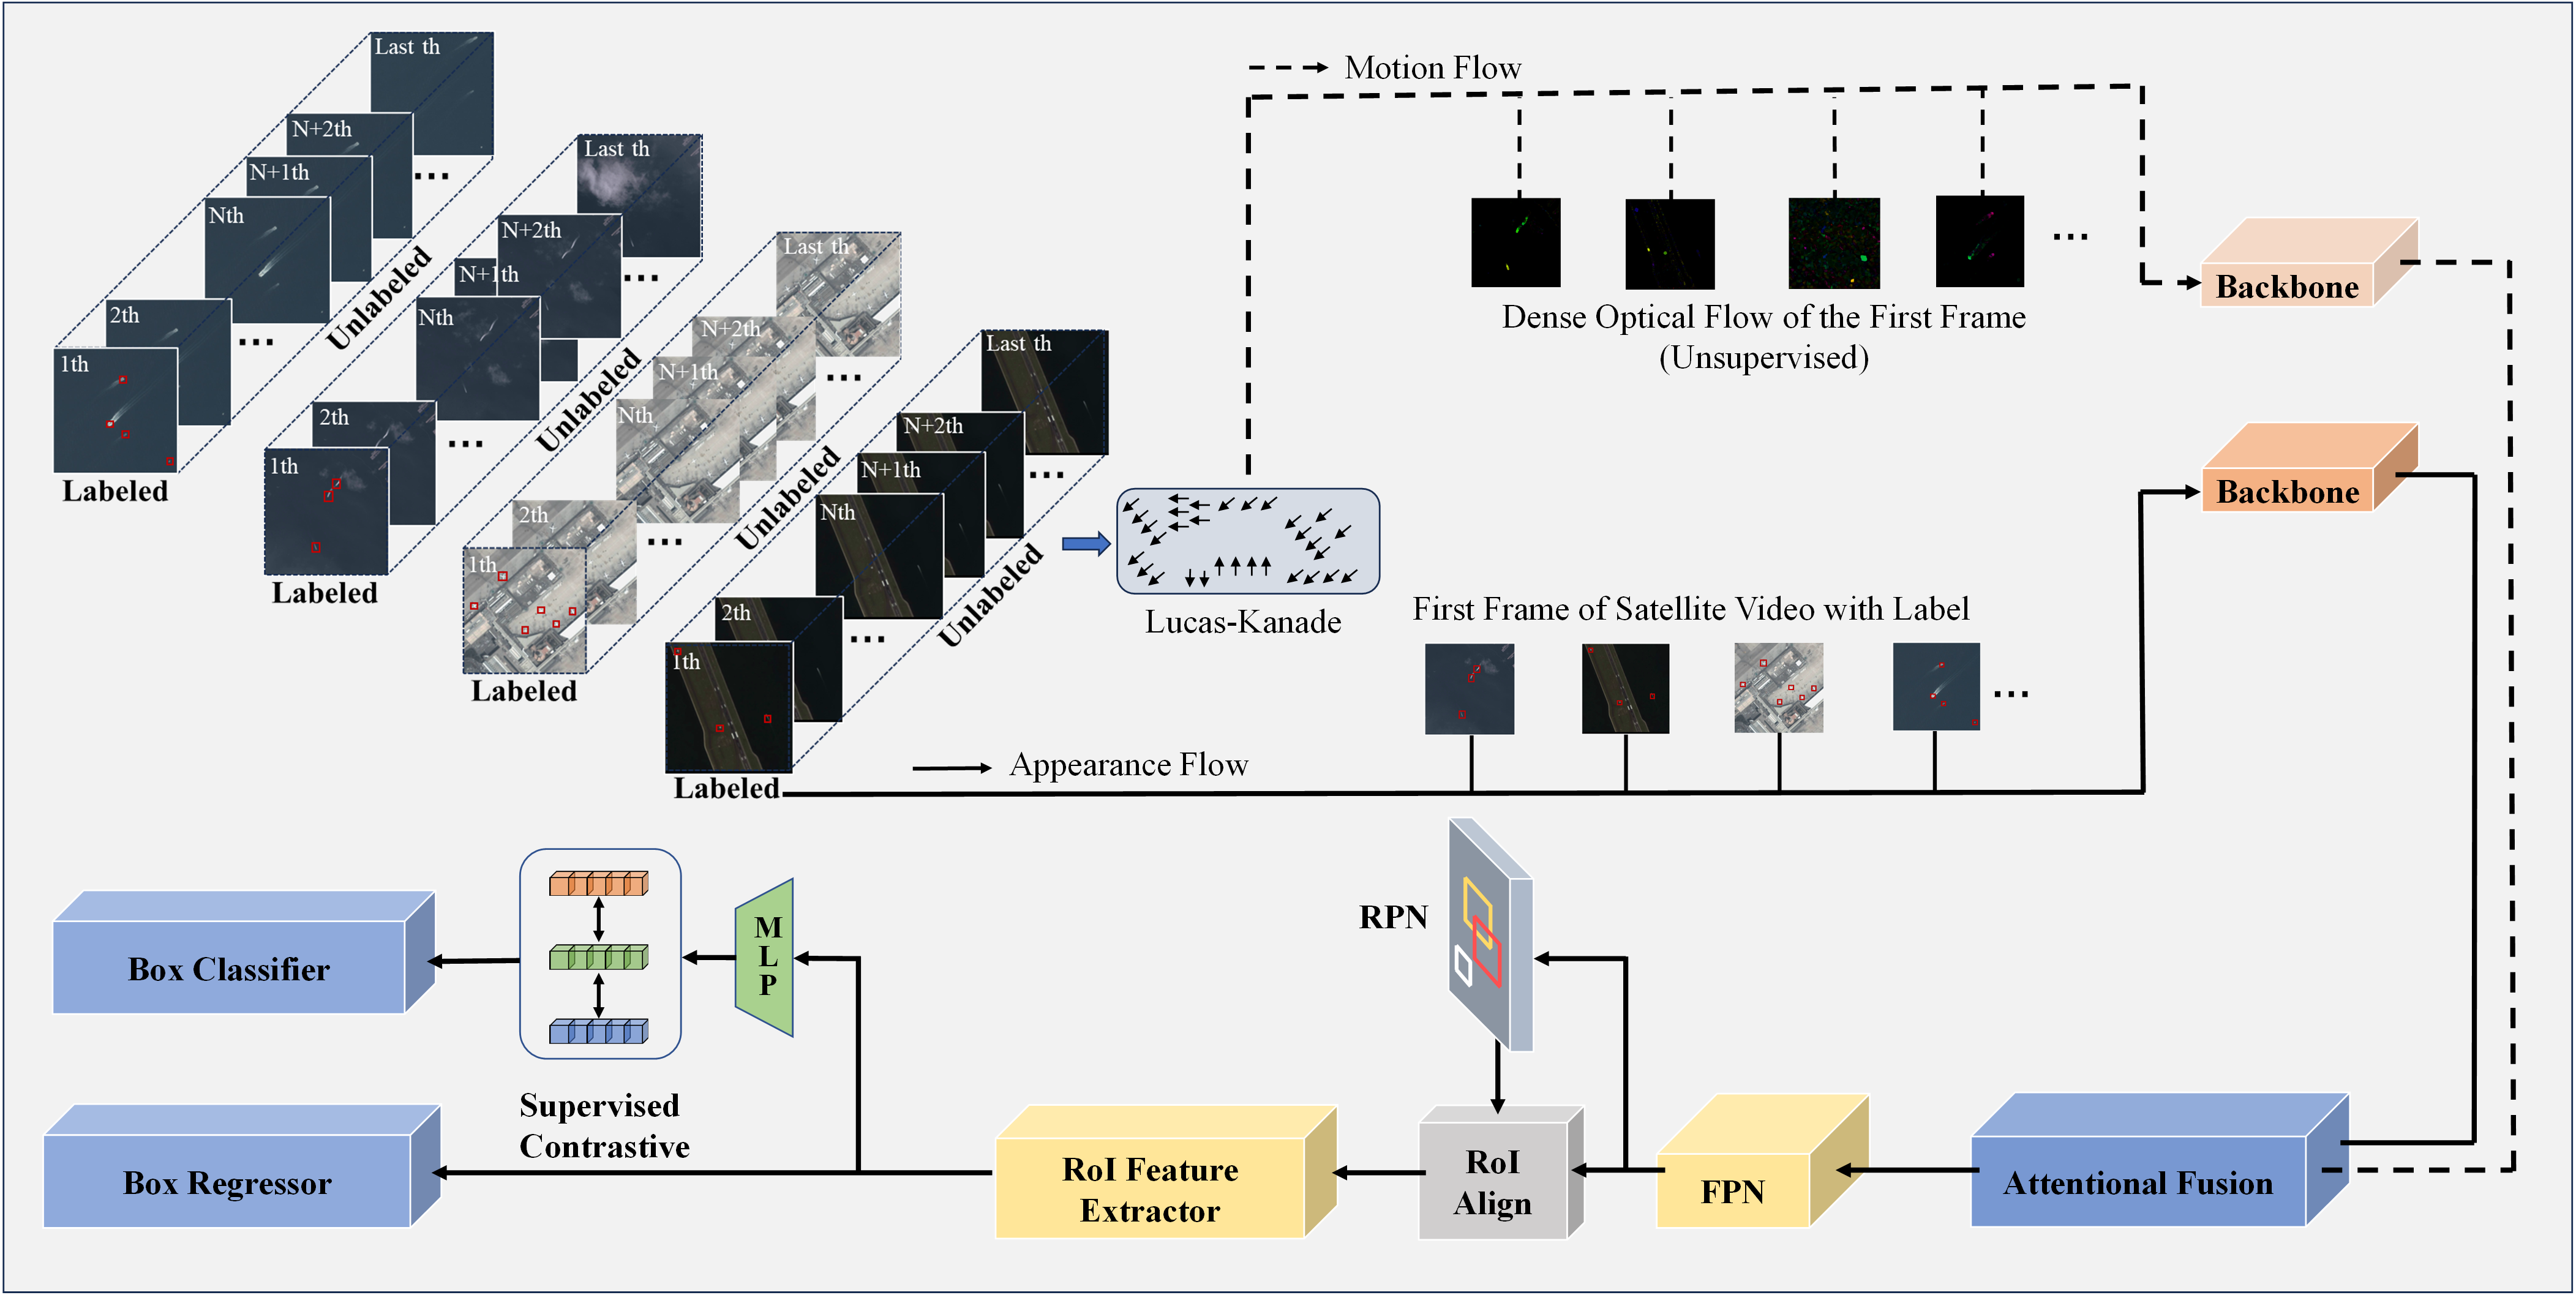 Last th
N+2th
N+1th
Nth
2th
1th
Unlabeled
Labeled
Last th
N+2th
N+1th
Nth
2th
1th
Unlabeled
Labeled
Last th
N+2th
N+1th
Nth
2th
1th
Unlabeled
Labeled
Last th
N+2th
N+1th
Nth
2th
1th
Unlabeled
Labeled
Lucas-Kanade
Motion Flow
Dense Optical Flow of the First Frame
(Unsupervised)
Backbone
Backbone
First Frame of Satellite Video with Label
Appearance Flow
Box Classifier
Supervised
Contrastive
MLP
RPN
Box Regressor
RoI Feature
Extractor
RoI
Align
FPN
Attentional Fusion